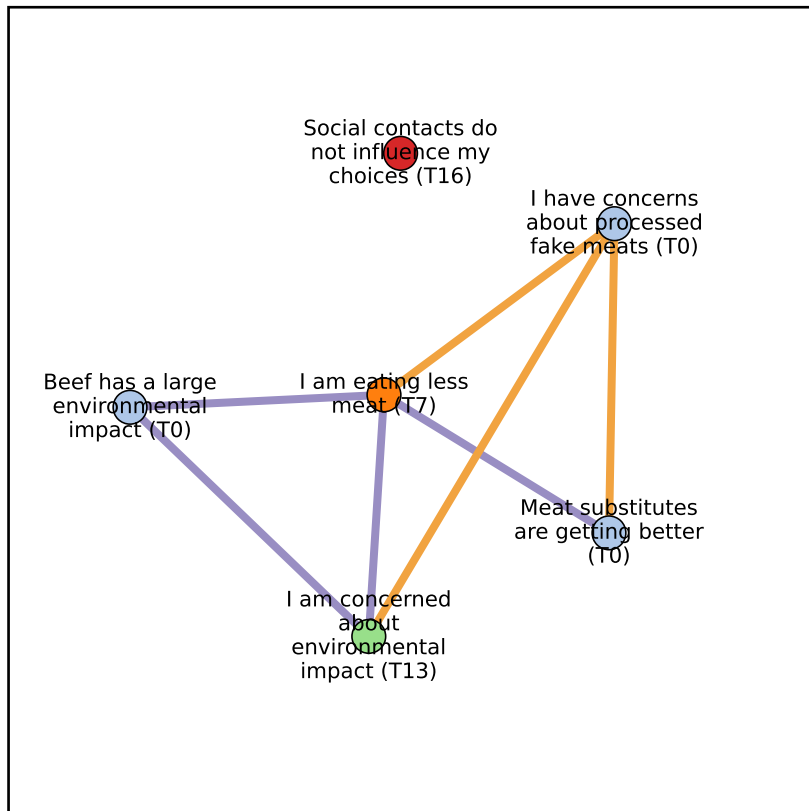 Social contacts do
not influence my
choices (T16)
I have concerns
about processed
fake meats (T0)
Beef has a large
environmental
impact (T0)
I am eating less
meat (T7)
Meat substitutes
are getting better
(T0)
I am concerned
about
environmental
impact (T13)